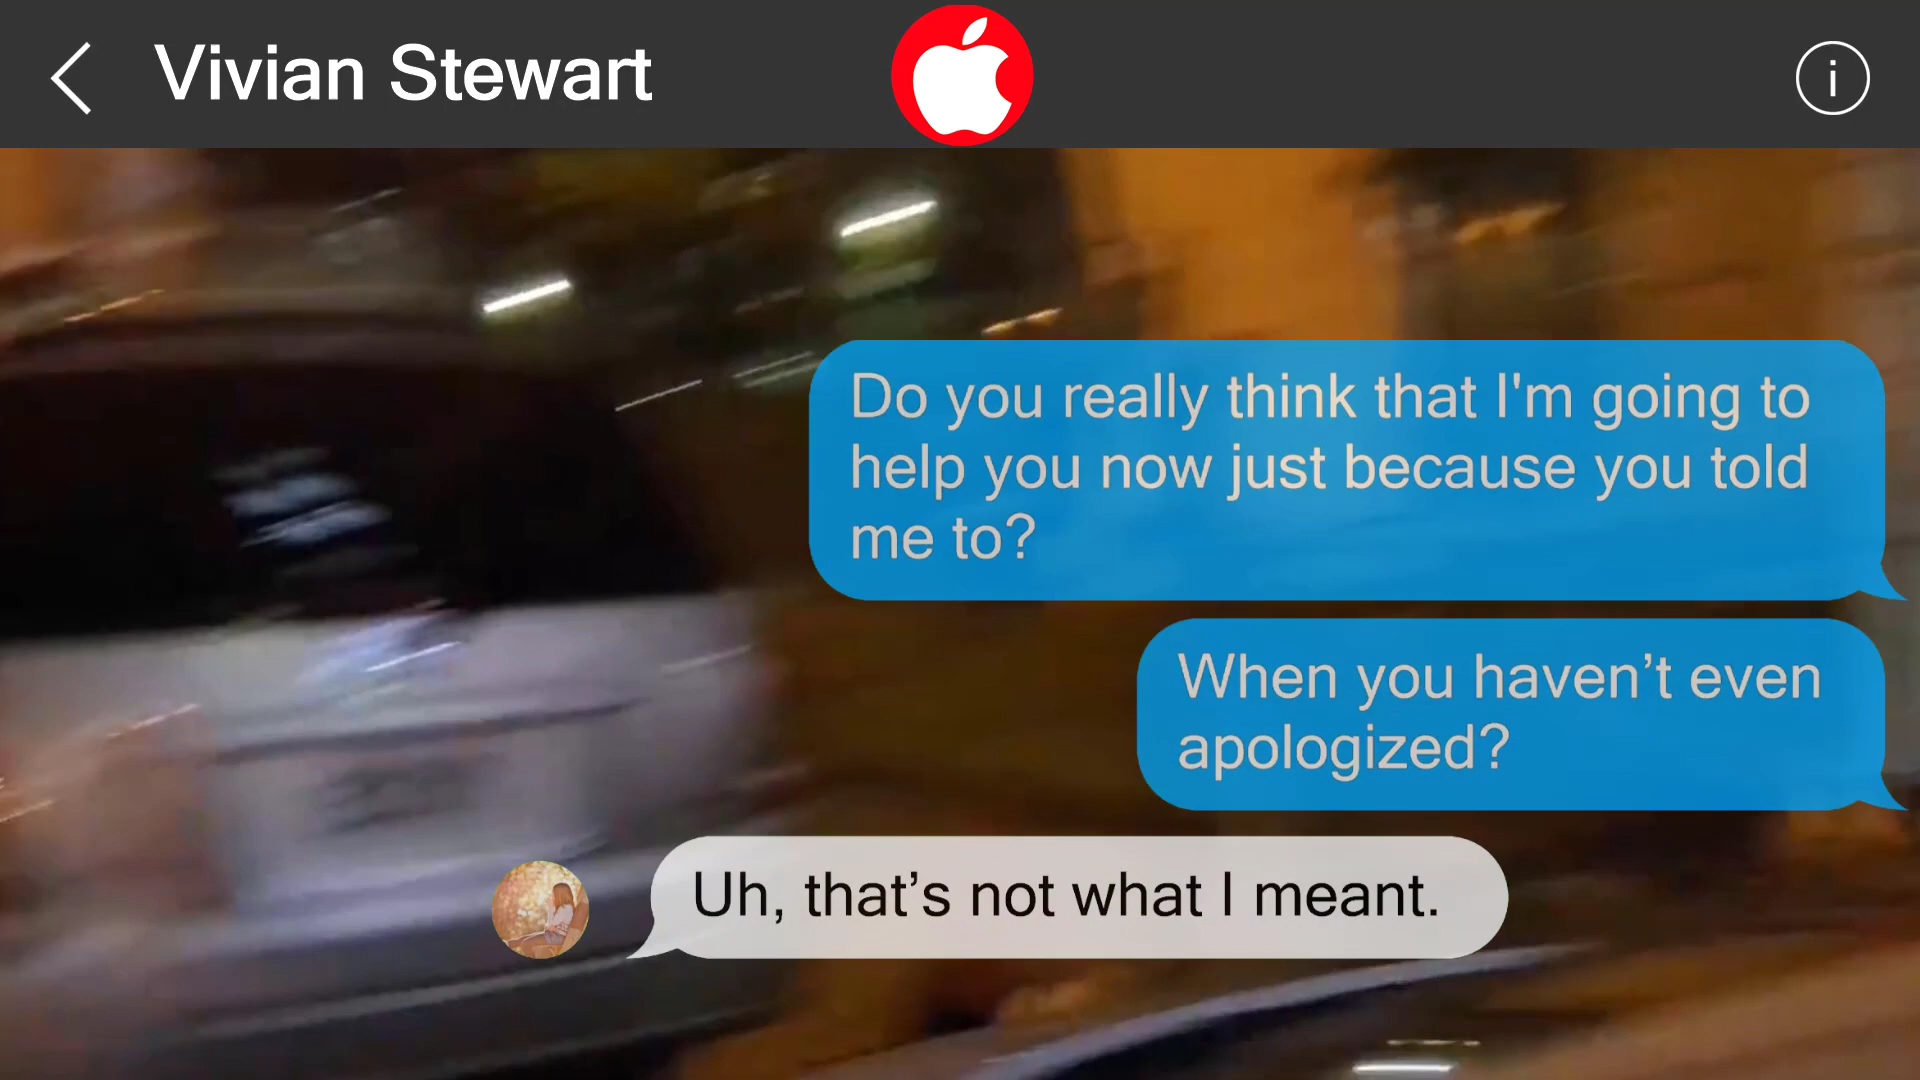 Vivian Stewart
Do you really think that I'm going to
help you now just because you told
me to?
When you haven’t even
apologized?
Uh, that’s not what I meant.